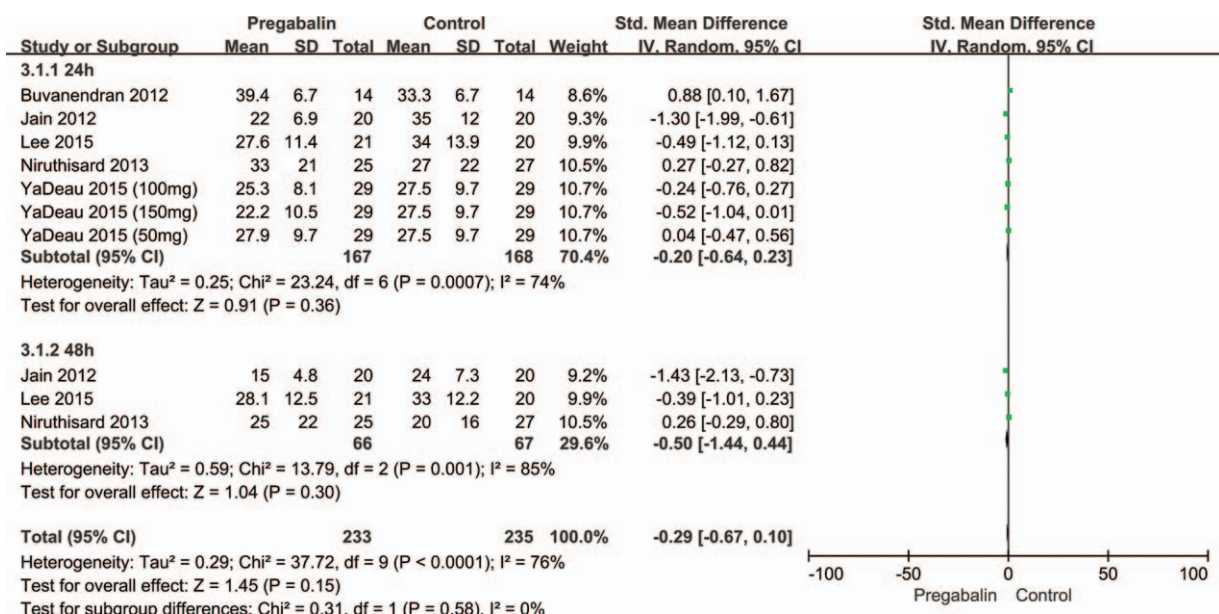 Pregabalin Control Std. Mean Difference Std. Mean Difference
Study or Subgroup Mean SD Total Mean SD Total Weight IV. Random. 95% CI IV. Random. 95% CI
3.1.1 24h
Buvanendran 2012 39.4 6.7 14 33.3 6.7 14 8.6% 0.88 [0.10, 1.67]
Jain 2012 22 6.9 20 35 12 20 9.3% -1.30 [-1.99, -0.61]
Lee 2015 27.6 11.4 21 34 13.9 20 9.9% -0.49 [-1.12, 0.13]
Niruthisard 2013 33 21 25 27 22 27 10.5% 0.27 [-0.27, 0.82]
YaDeau 2015 (100mg) 25.3 8.1 29 27.5 9.7 29 10.7% -0.24 [-0.76, 0.27]
YaDeau 2015 (150mg) 22.2 10.5 29 27.5 9.7 29 10.7% -0.52 [-1.04, 0.01]
YaDeau 2015 (50mg) 27.9 9.7 29 27.5 9.7 29 10.7% 0.04 [-0.47, 0.56]
Subtotal (95% CI) 167 168 70.4% -0.20 [-0.64, 0.23]
Heterogeneity: Tau² = 0.25; Chi² = 23.24, df = 6 (P = 0.0007); I² = 74%
Test for overall effect: Z = 0.91 (P = 0.36)
3.1.2 48h
Jain 2012 15 4.8 20 24 7.3 20 9.2% -1.43 [-2.13, -0.73]
Lee 2015 28.1 12.5 21 33 12.2 20 9.9% -0.39 [-1.01, 0.23]
Niruthisard 2013 25 22 25 20 16 27 10.5% 0.26 [-0.29, 0.80]
Subtotal (95% CI) 66 67 29.6% -0.50 [-1.44, 0.44]
Heterogeneity: Tau² = 0.59; Chi² = 13.79, df = 2 (P = 0.001); I² = 85%
Test for overall effect: Z = 1.04 (P = 0.30)
Total (95% CI) 233 235 100.0% -0.29 [-0.67, 0.10]
Heterogeneity: Tau² = 0.29; Chi² = 37.72, df = 9 (P < 0.0001); I² = 76%
Test for overall effect: Z = 1.45 (P = 0.15)
Test for subgroup differences: Chi² = 0.31, df = 1 (P = 0.58), I² = 0%
-100 -50 0 50 100
Pregabalin Control